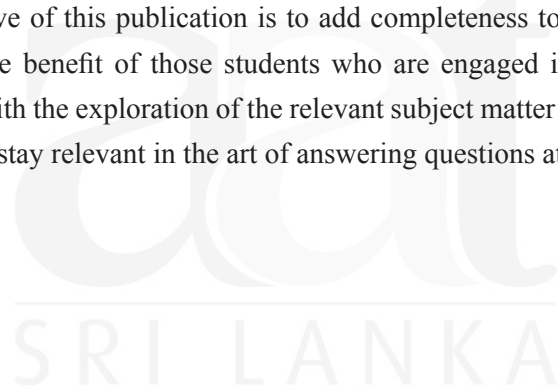 ve of this publication is to add completeness to
e benefit of those students who are engaged i
ith the exploration of the relevant subject matter
stay relevant in the art of answering questions at
aat
SRI LANKA